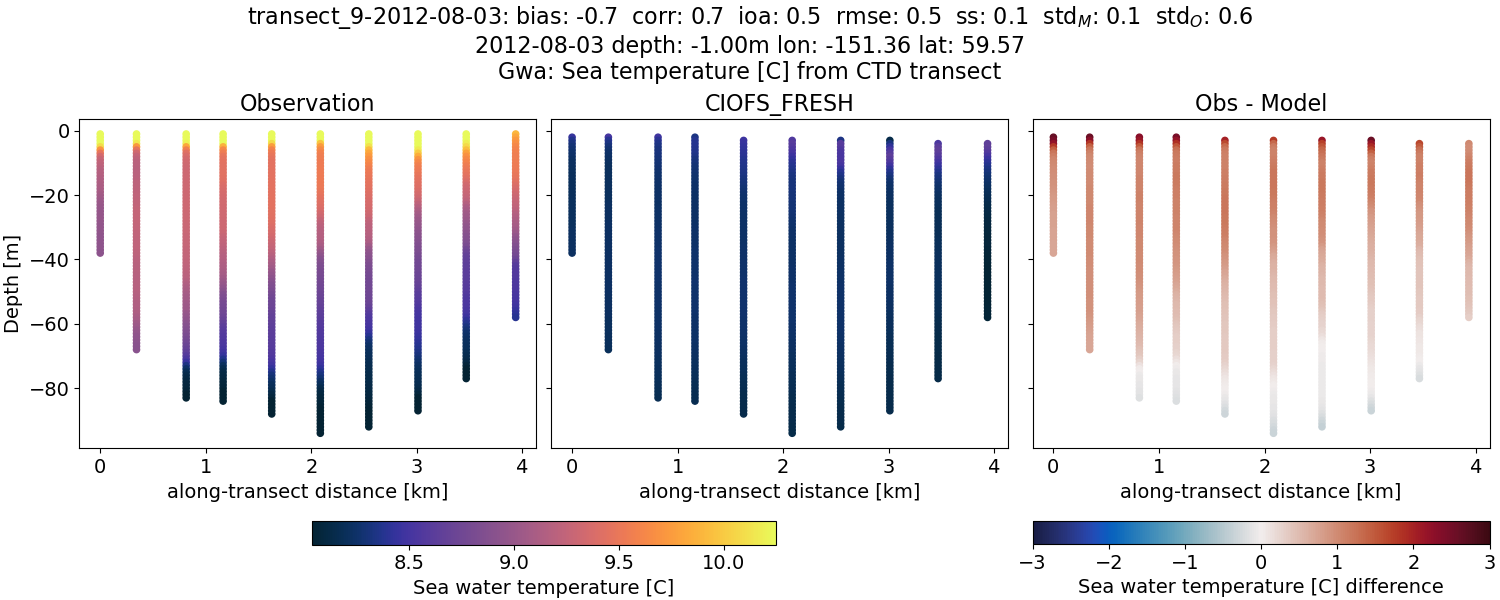 transect_9-2012-08-03: bias: -0.7  corr: 0.7  ioa: 0.5  rmse: 0.5  ss: 0.1  std_M: 0.1  std_O: 0.6
2012-08-03 depth: -1.00m lon: -151.36 lat: 59.57
Gwa: Sea temperature [C] from CTD transect
Observation
CIOFS_FRESH
Obs - Model
Depth [m]
0
−20
−40
−60
−80
0 1 2 3 4
0 1 2 3 4
0 1 2 3 4
along-transect distance [km]
along-transect distance [km]
along-transect distance [km]
8.5 9.0 9.5 10.0
Sea water temperature [C]
−3 −2 −1 0 1 2 3
Sea water temperature [C] difference